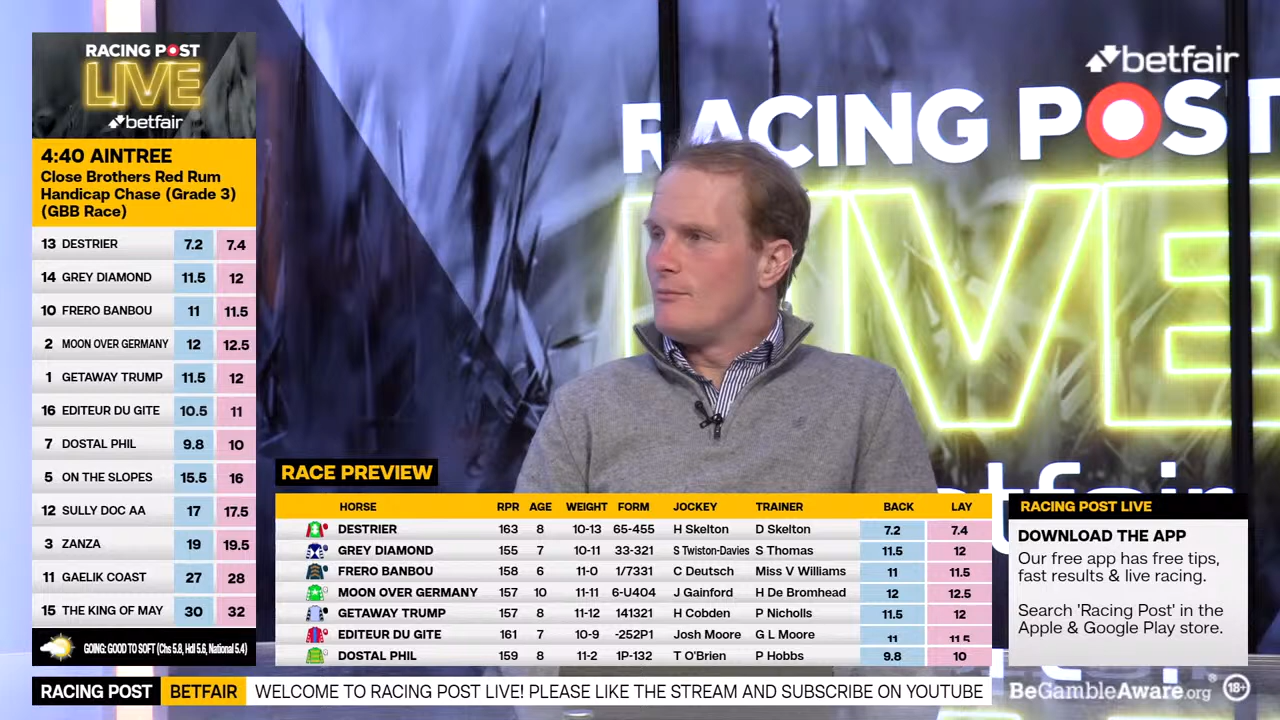 RACING POST
LIVE
betfair
4:40 AINTREE
Close Brothers Red Rum
Handicap Chase (Grade 3)
(GBB Race)
13 DESTRIER 7.2 7.4
14 GREY DIAMOND 11.5 12
10 FRERO BANBOU 11 11.5
2 MOON OVER GERMANY 12 12.5
1 GETAWAY TRUMP 11.5 12
16 EDITEUR DU GITE 10.5 11
7 DOSTAL PHIL 9.8 10
5 ON THE SLOPES 15.5 16
12 SULLY DOC AA 17 17.5
3 ZANZA 19 19.5
11 GAELIK COAST 27 28
15 THE KING OF MAY 30 32
GOING: GOOD TO SOFT (Chs 5.8, Hdl 5.6, National 5.4)
betfair
RACING POST
LIVE
betfair
RACE PREVIEW
HORSE RPR AGE WEIGHT FORM JOCKEY TRAINER BACK LAY
DESTRIER 163 8 10-13 65-455 H Skelton D Skelton 7.2 7.4
GREY DIAMOND 155 7 10-11 33-321 S Twiston-Davies S Thomas 11.5 12
FRERO BANBOU 158 6 11-0 1/7331 C Deutsch Miss V Williams 11 11.5
MOON OVER GERMANY 157 10 11-11 6-U404 J Gainford H De Bromhead 12 12.5
GETAWAY TRUMP 157 8 11-12 141321 H Cobden P Nicholls 11.5 12
EDITEUR DU GITE 161 7 10-9 -252P1 Josh Moore G L Moore 11 11.5
DOSTAL PHIL 159 8 11-2 1P-132 T O'Brien P Hobbs 9.8 10
RACING POST LIVE
DOWNLOAD THE APP
Our free app has free tips,
fast results & live racing.
Search 'Racing Post' in the
Apple & Google Play store.
RACING POST BETFAIR WELCOME TO RACING POST LIVE! PLEASE LIKE THE STREAM AND SUBSCRIBE ON YOUTUBE
BeGambleAware.org® 18+